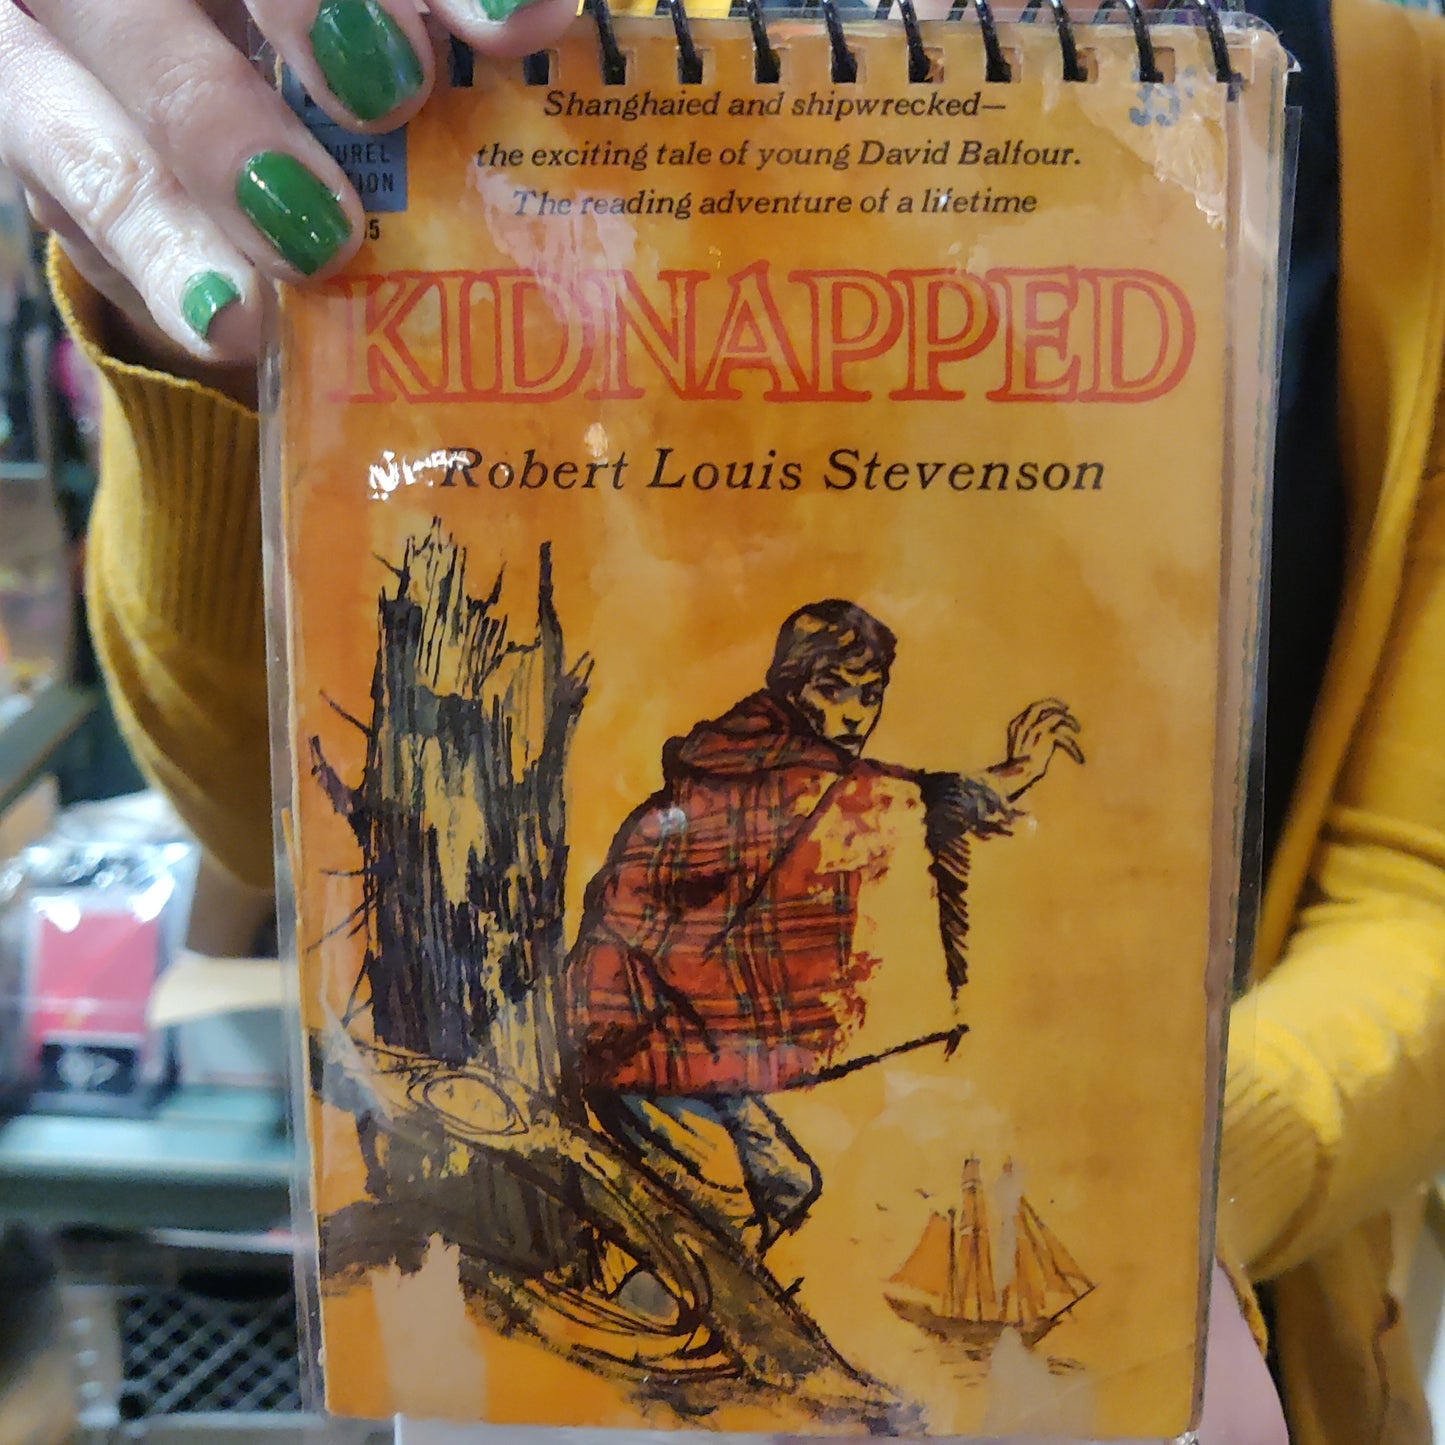 Shanghaied and shipwrecked—
the exciting tale of young David Balfour.
The reading adventure of a lifetime
KIDNAPPED
Robert Louis Stevenson